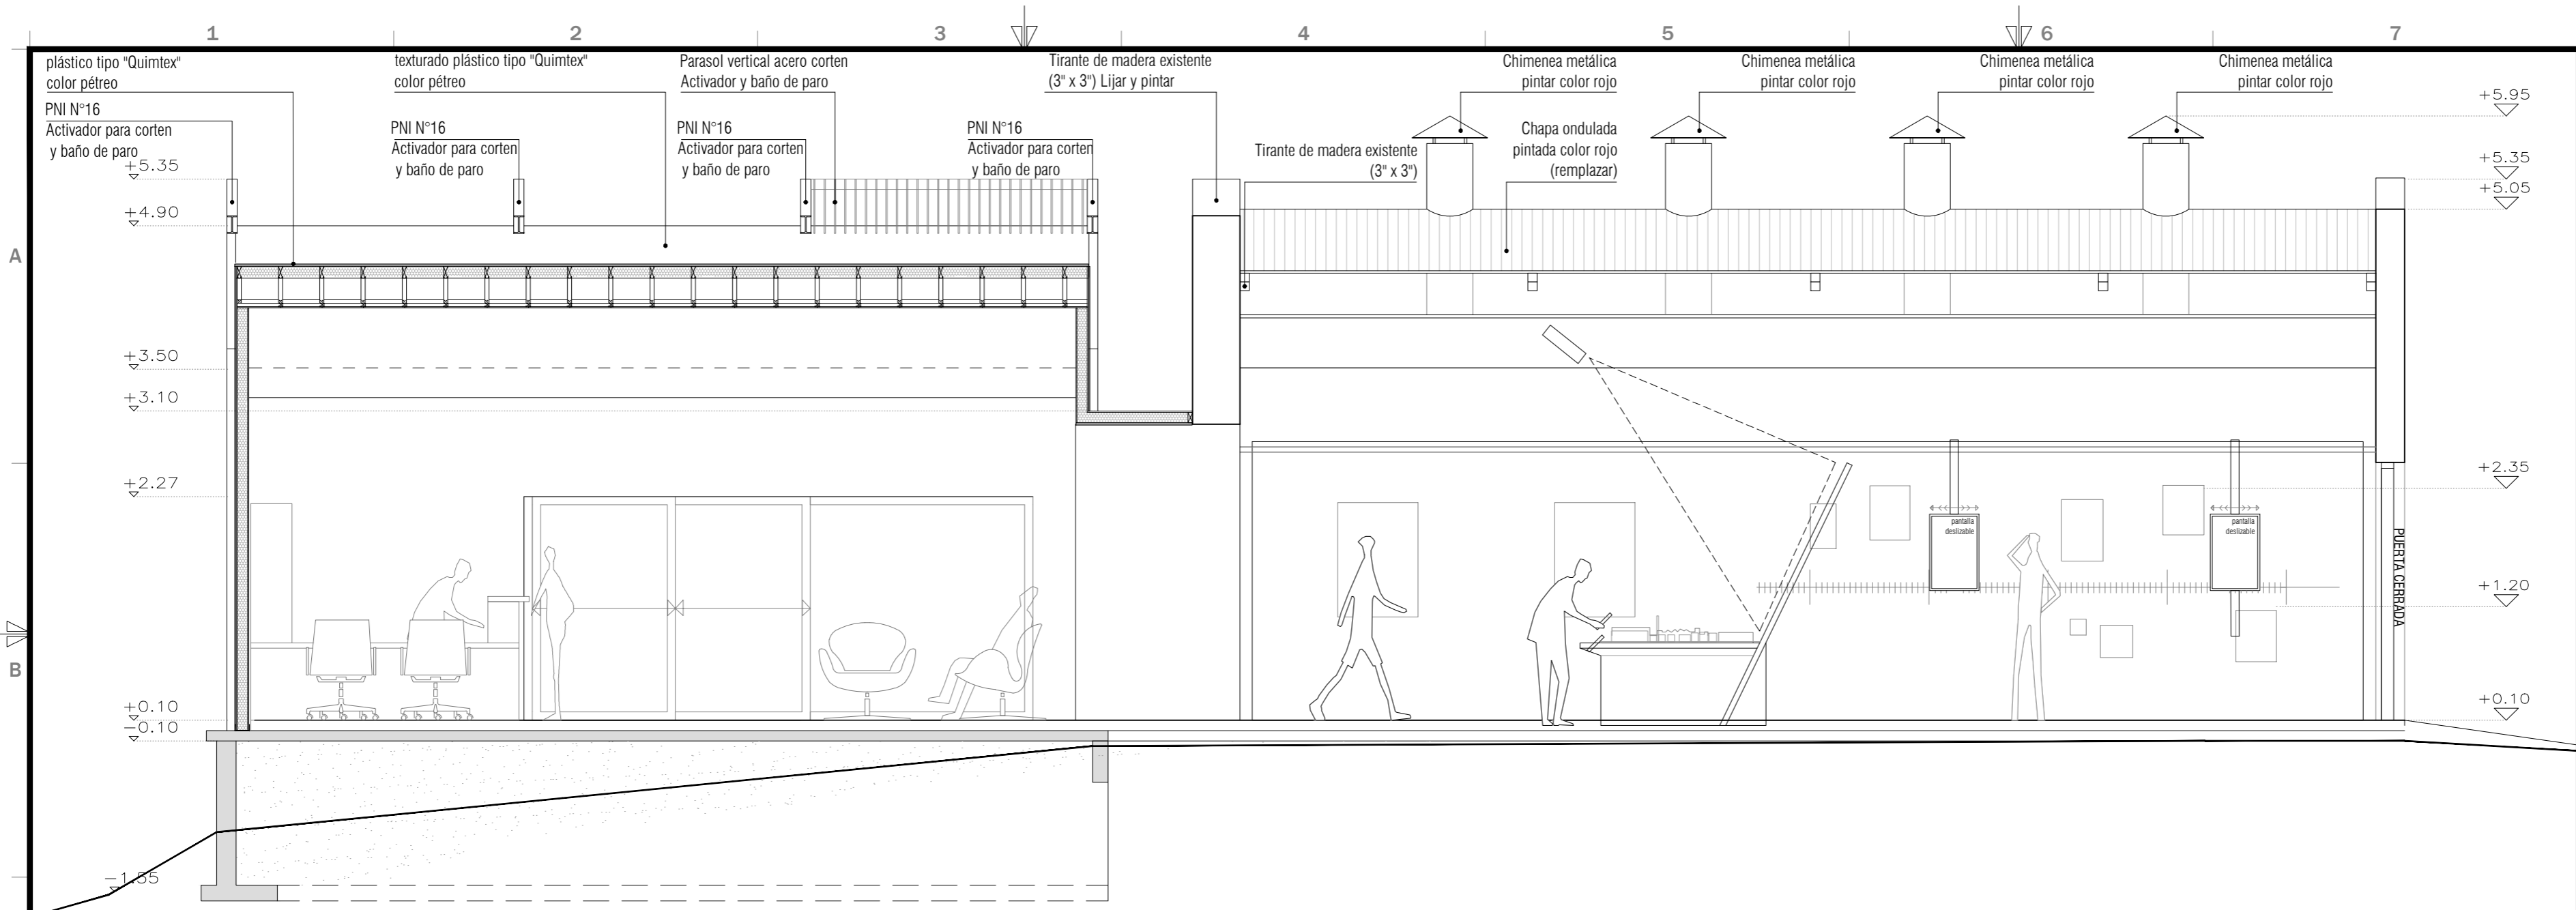 1 2 3 4 5 6 7
plástico tipo "Quimtex"
color pétreo
PNI N°16
Activador para corten
y baño de paro
texturado plástico tipo "Quimtex"
color pétreo
PNI N°16
Activador para corten
y baño de paro
Parasol vertical acero corten
Activador y baño de paro
PNI N°16
Activador para corten
y baño de paro
Tirante de madera existente
(3" x 3") Lijar y pintar
PNI N°16
Activador para corten
y baño de paro
Tirante de madera existente
(3" x 3")
Chimenea metálica
pintar color rojo
Chapa ondulada
pintada color rojo
(remplazar)
Chimenea metálica
pintar color rojo
Chimenea metálica
pintar color rojo
Chimenea metálica
pintar color rojo
A
B
+5.35
+4.90
+3.50
+3.10
+2.27
+0.10
-0.10
-1.55
+5.95
+5.35
+5.05
+2.35
+1.20
+0.10
pantalla
deslizable
pantalla
deslizable
PUERTA CERRADA